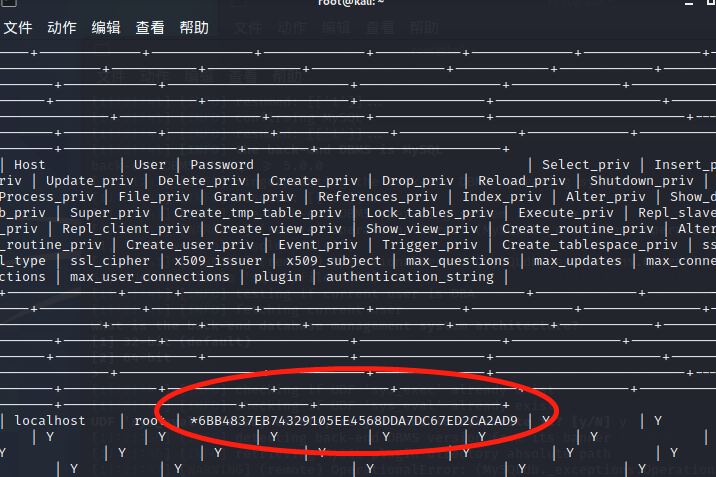 root@kali: ~
文件 动作 编辑 查看 帮助
| Host | User | Password | Select_priv | Insert_p
riv | Update_priv | Delete_priv | Create_priv | Drop_priv | Reload_priv | Shutdown_priv |
Process_priv | File_priv | Grant_priv | References_priv | Index_priv | Alter_priv | Show_d
b_priv | Super_priv | Create_tmp_table_priv | Lock_tables_priv | Execute_priv | Repl_slave
_priv | Repl_client_priv | Create_view_priv | Show_view_priv | Create_routine_priv | Alter
_routine_priv | Create_user_priv | Event_priv | Trigger_priv | Create_tablespace_priv | ss
l_type | ssl_cipher | x509_issuer | x509_subject | max_questions | max_updates | max_conne
ctions | max_user_connections | plugin | authentication_string |
| localhost | root | *6BB4837EB74329105EE4568DDA7DC67ED2CA2AD9 | Y | Y
| Y | Y | Y | Y | Y | Y
Y | Y | Y | Y | Y
| Y | Y | Y | Y | Y